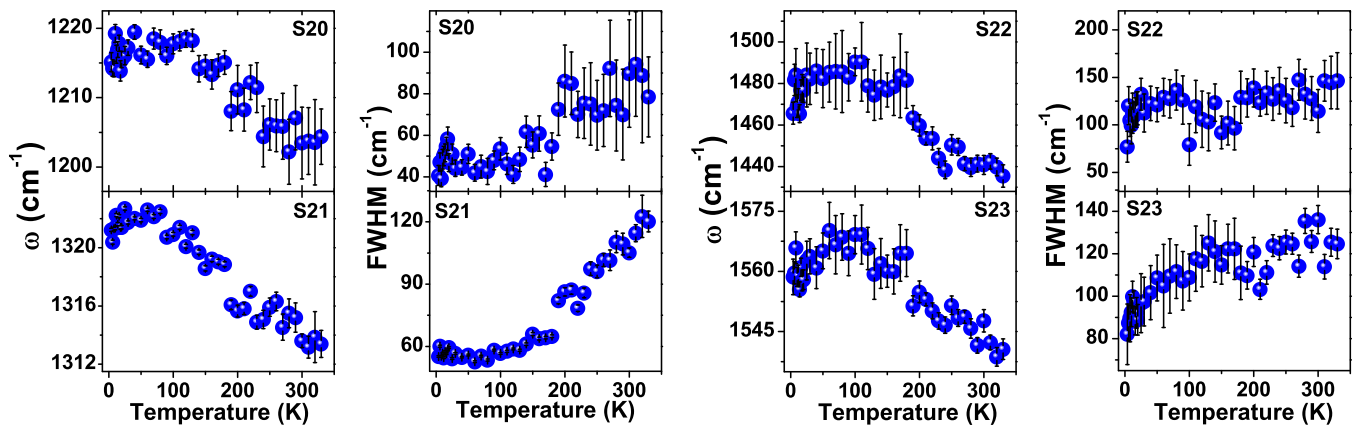 S20
1220
1210
1200
ω (cm⁻¹)
S21
1320
1316
1312
0 100 200 300
Temperature (K)
S20
100
80
60
40
FWHM (cm⁻¹)
S21
120
90
60
0 100 200 300
Temperature (K)
S22
1500
1480
1460
1440
ω (cm⁻¹)
S23
1575
1560
1545
0 100 200 300
Temperature (K)
S22
200
175
150
125
100
75
50
FWHM (cm⁻¹)
S23
140
120
100
80
0 100 200 300
Temperature (K)